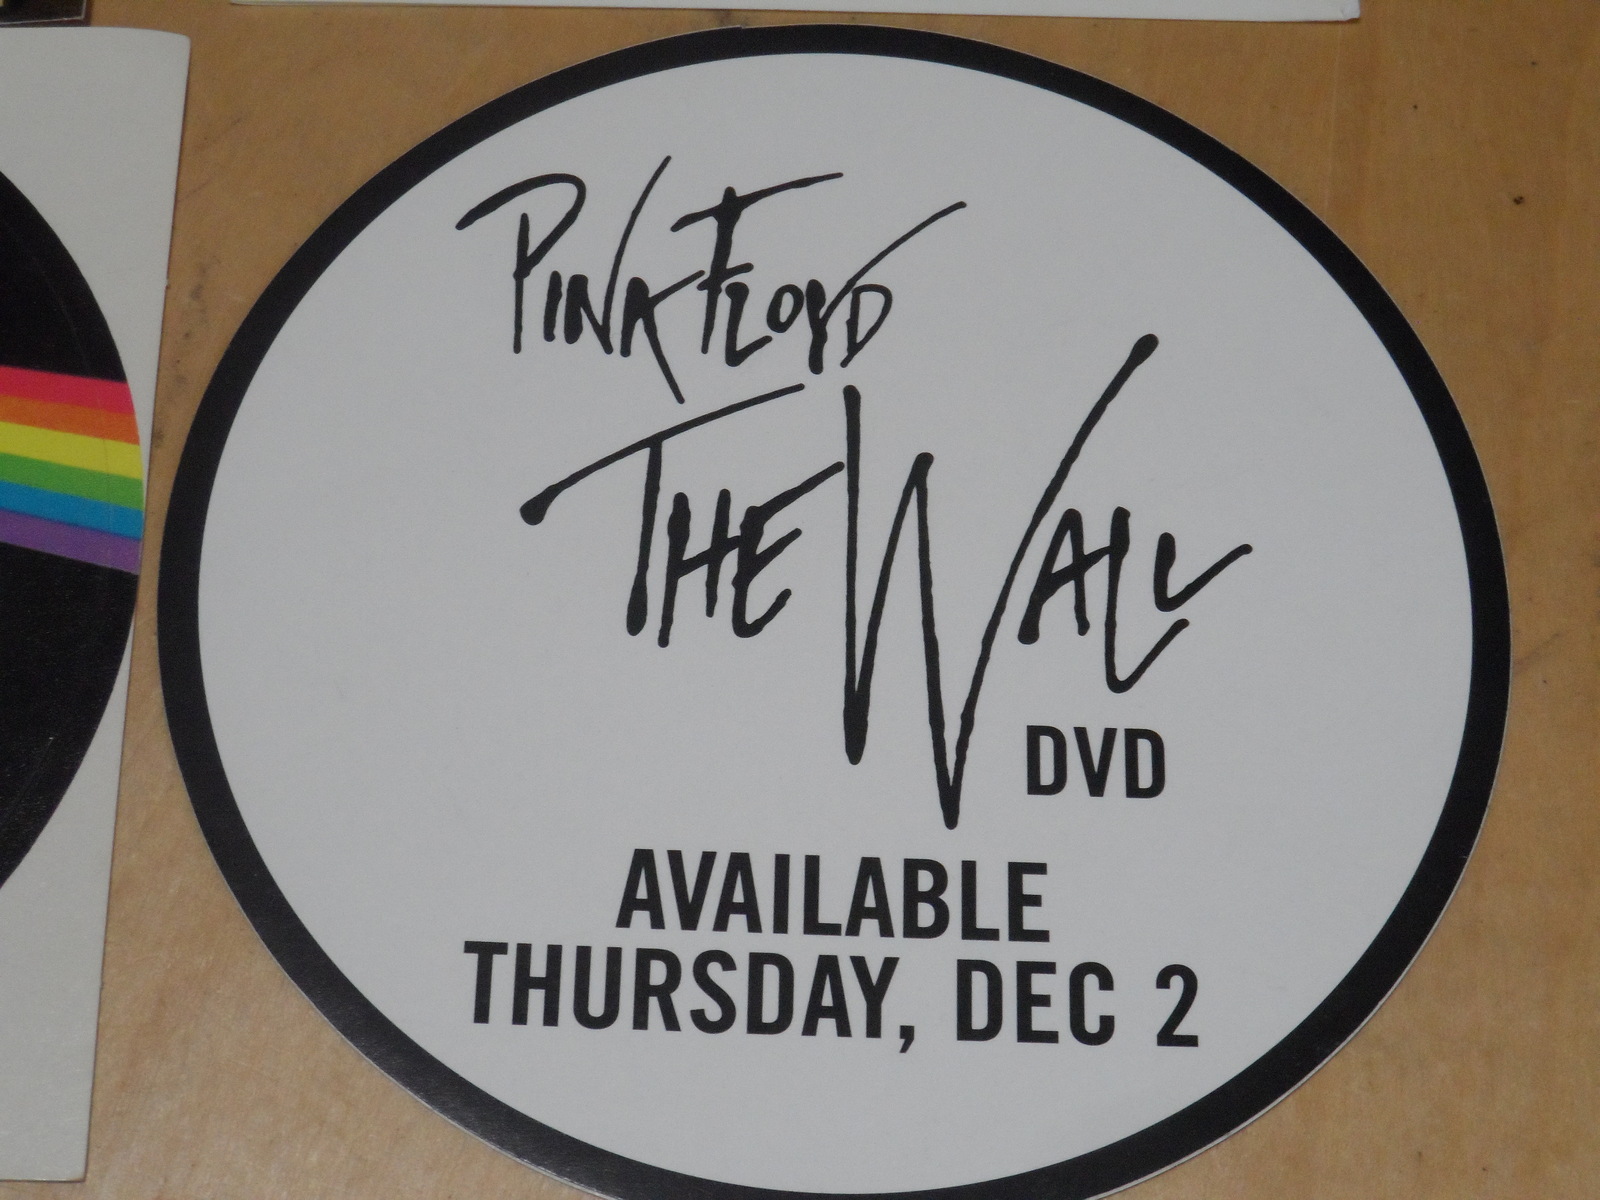 PINK FLOYD
THE WALL
DVD
AVAILABLE
THURSDAY, DEC 2